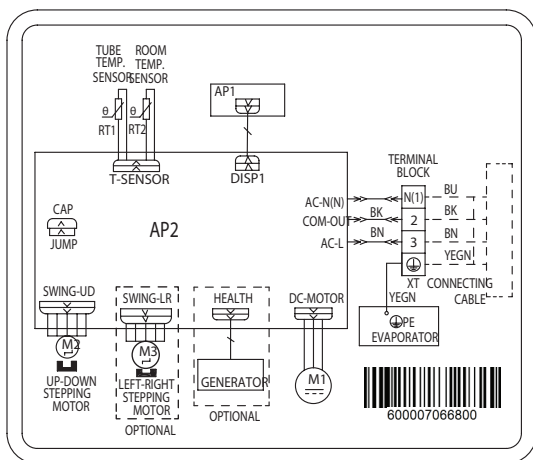 TUBE TEMP. SENSOR
ROOM TEMP. SENSOR
θ
RT1
θ
RT2
AP1
T-SENSOR
DISP1
TERMINAL BLOCK
AP2
CAP
JUMP
AC-N(N)
N(1)
BU
COM-OUT
BK
2
BK
AC-L
BN
3
BN
YEGN
XT
CONNECTING CABLE
YEGN
PE
EVAPORATOR
SWING-UD
SWING-LR
HEALTH
DC-MOTOR
M2
M3
GENERATOR
M1
UP-DOWN STEPPING MOTOR
LEFT-RIGHT STEPPING MOTOR
OPTIONAL
OPTIONAL
600007066800